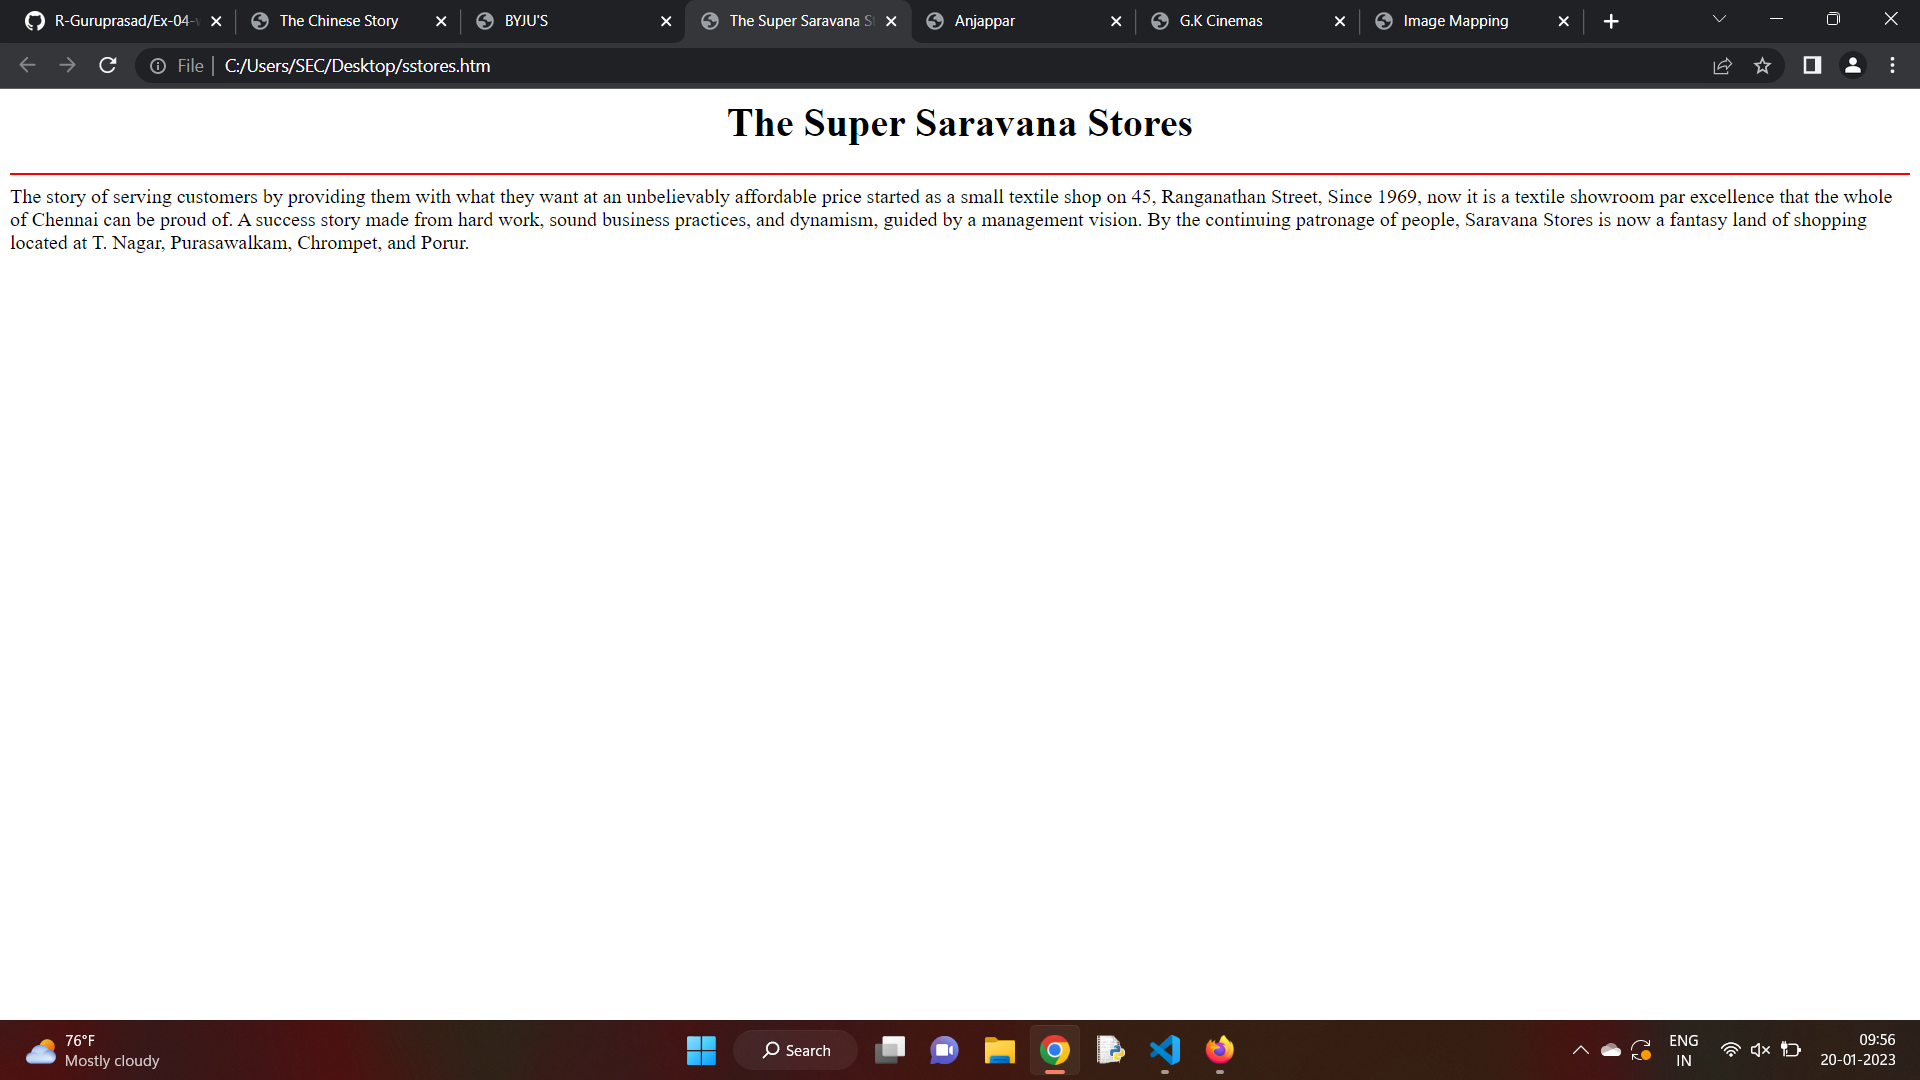 R-Guruprasad/Ex-04-
The Chinese Story
BYJU'S
The Super Saravana S
Anjappar
G.K Cinemas
Image Mapping
File
C:/Users/SEC/Desktop/sstores.htm
The Super Saravana Stores
The story of serving customers by providing them with what they want at an unbelievably affordable price started as a small textile shop on 45, Ranganathan Street, Since 1969, now it is a textile showroom par excellence that the whole
of Chennai can be proud of. A success story made from hard work, sound business practices, and dynamism, guided by a management vision. By the continuing patronage of people, Saravana Stores is now a fantasy land of shopping
located at T. Nagar, Purasawalkam, Chrompet, and Porur.
76°F
Mostly cloudy
Search
ENG
IN
09:56
20-01-2023